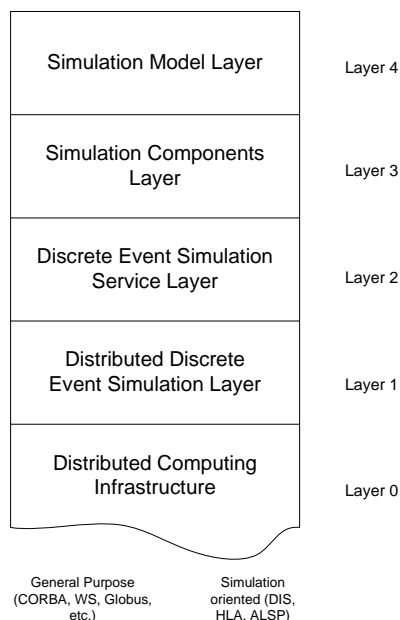 Simulation Model Layer
Layer 4
Simulation Components
Layer
Layer 3
Discrete Event Simulation
Service Layer
Layer 2
Distributed Discrete
Event Simulation Layer
Layer 1
Distributed Computing
Infrastructure
Layer 0
General Purpose
(CORBA, WS, Globus,
etc.)
Simulation
oriented (DIS,
HLA, ALSP)